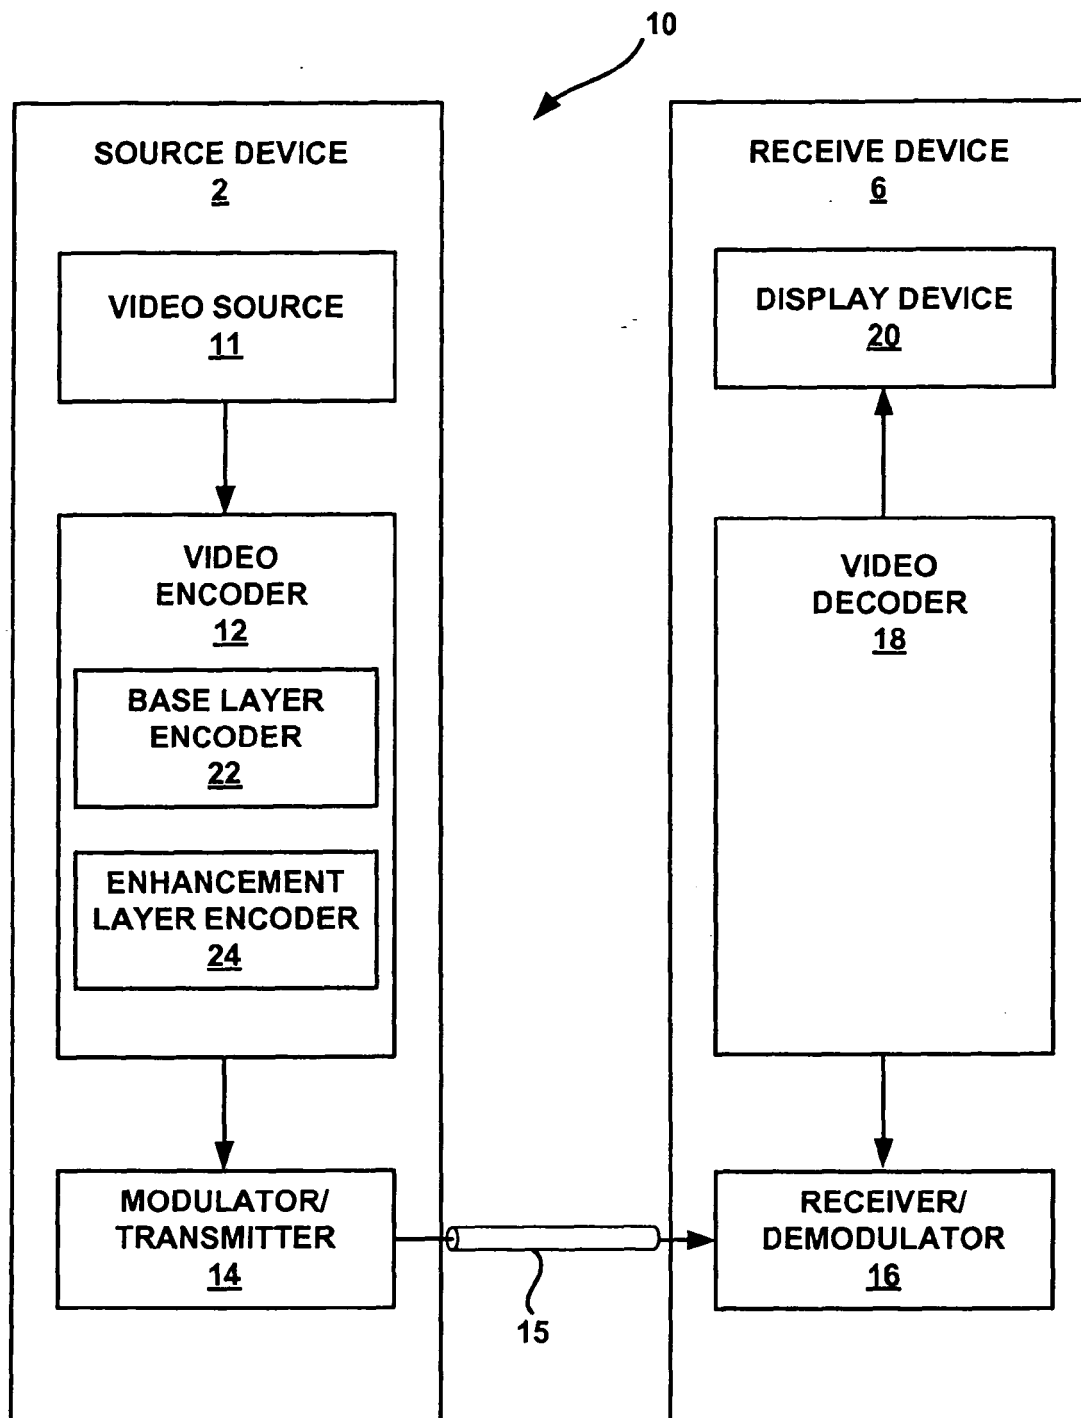 10
SOURCE DEVICE
2
VIDEO SOURCE
11
VIDEO
ENCODER
12
BASE LAYER
ENCODER
22
ENHANCEMENT
LAYER ENCODER
24
MODULATOR/
TRANSMITTER
14
15
RECEIVE DEVICE
6
DISPLAY DEVICE
20
VIDEO
DECODER
18
RECEIVER/
DEMODULATOR
16